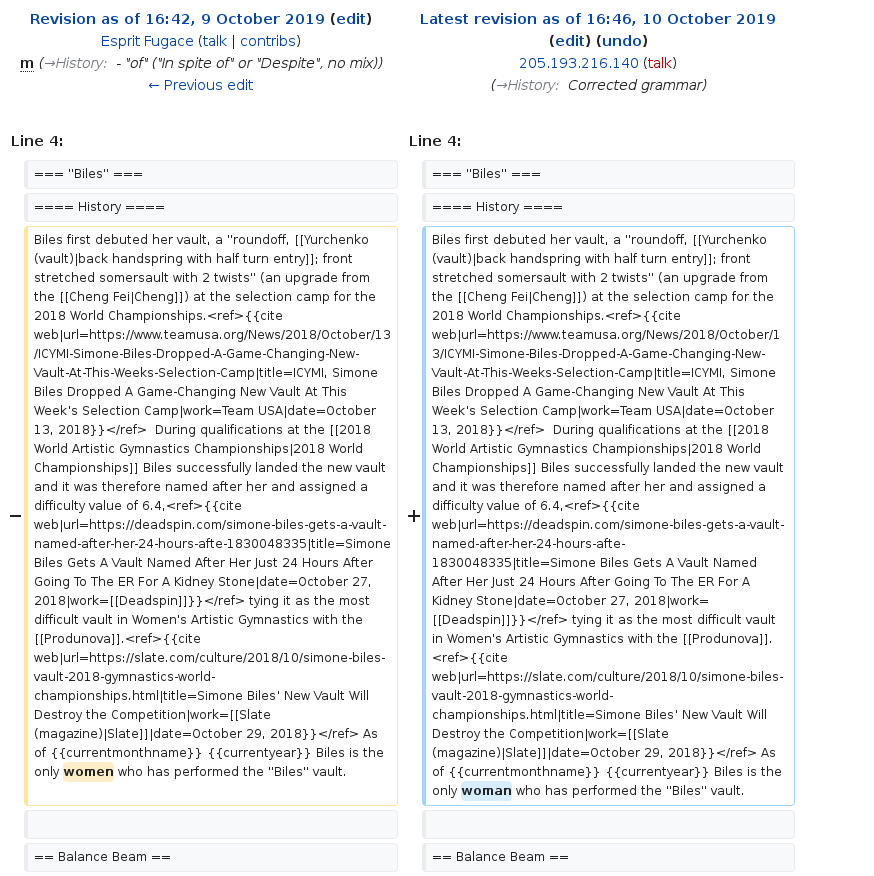 Revision as of 16:42, 9 October 2019 (edit)
Esprit Fugace (talk | contribs)
m (→History: - "of" ("In spite of" or "Despite", no mix))
← Previous edit
Latest revision as of 16:46, 10 October 2019
(edit) (undo)
205.193.216.140 (talk)
(→History: Corrected grammar)
Line 4:
=== "Biles" ===
==== History ====
− Biles first debuted her vault, a "roundoff, [[Yurchenko
(vault)|back handspring with half turn entry]]; front
stretched somersault with 2 twists" (an upgrade from
the [[Cheng Fei|Cheng]]) at the selection camp for the
2018 World Championships.<ref>{{cite
web|url=https://www.teamusa.org/News/2018/October/13
/ICYMI-Simone-Biles-Dropped-A-Game-Changing-New-
Vault-At-This-Weeks-Selection-Camp|title=ICYMI, Simone
Biles Dropped A Game-Changing New Vault At This
Week's Selection Camp|work=Team USA|date=October
13, 2018}}</ref>  During qualifications at the [[2018
World Artistic Gymnastics Championships|2018 World
Championships]] Biles successfully landed the new vault
and it was therefore named after her and assigned a
difficulty value of 6.4,<ref>{{cite
web|url=https://deadspin.com/simone-biles-gets-a-vault-
named-after-her-24-hours-afte-1830048335|title=Simone
Biles Gets A Vault Named After Her Just 24 Hours After
Going To The ER For A Kidney Stone|date=October 27,
2018|work=[[Deadspin]]}}</ref> tying it as the most
difficult vault in Women's Artistic Gymnastics with the
[[Produnova]].<ref>{{cite
web|url=https://slate.com/culture/2018/10/simone-biles-
vault-2018-gymnastics-world-
championships.html|title=Simone Biles' New Vault Will
Destroy the Competition|work=[[Slate
(magazine)|Slate]]|date=October 29, 2018}}</ref> As
of {{currentmonthname}} {{currentyear}} Biles is the
only women who has performed the "Biles" vault.
== Balance Beam ==
Line 4:
=== "Biles" ===
==== History ====
+ Biles first debuted her vault, a "roundoff, [[Yurchenko
(vault)|back handspring with half turn entry]]; front
stretched somersault with 2 twists" (an upgrade from
the [[Cheng Fei|Cheng]]) at the selection camp for the
2018 World Championships.<ref>{{cite
web|url=https://www.teamusa.org/News/2018/October/1
3/ICYMI-Simone-Biles-Dropped-A-Game-Changing-New-
Vault-At-This-Weeks-Selection-Camp|title=ICYMI, Simone
Biles Dropped A Game-Changing New Vault At This
Week's Selection Camp|work=Team USA|date=October
13, 2018}}</ref>  During qualifications at the [[2018
World Artistic Gymnastics Championships|2018 World
Championships]] Biles successfully landed the new vault
and it was therefore named after her and assigned a
difficulty value of 6.4,<ref>{{cite
web|url=https://deadspin.com/simone-biles-gets-a-vault-
named-after-her-24-hours-afte-
1830048335|title=Simone Biles Gets A Vault Named
After Her Just 24 Hours After Going To The ER For A
Kidney Stone|date=October 27, 2018|work=
[[Deadspin]]}}</ref> tying it as the most difficult vault
in Women's Artistic Gymnastics with the [[Produnova]].
<ref>{{cite
web|url=https://slate.com/culture/2018/10/simone-biles-
vault-2018-gymnastics-world-
championships.html|title=Simone Biles' New Vault Will
Destroy the Competition|work=[[Slate
(magazine)|Slate]]|date=October 29, 2018}}</ref> As
of {{currentmonthname}} {{currentyear}} Biles is the
only woman who has performed the "Biles" vault.
== Balance Beam ==